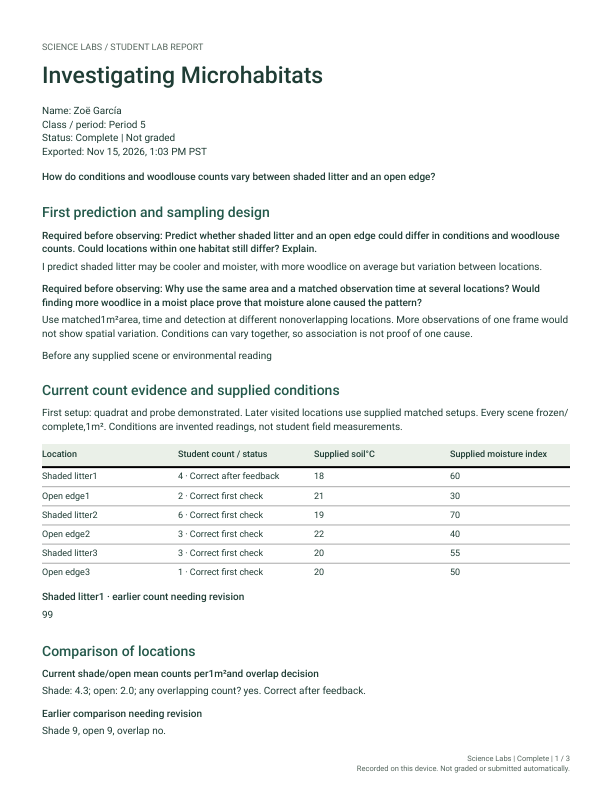 SCIENCE LABS / STUDENT LAB REPORT
Investigating Microhabitats
Name: Zoë García
Class / period: Period 5
Status: Complete | Not graded
Exported: Nov 15, 2026, 1:03 PM PST
How do conditions and woodlouse counts vary between shaded litter and an open edge?
First prediction and sampling design
Required before observing: Predict whether shaded litter and an open edge could differ in conditions and woodlouse
counts. Could locations within one habitat still differ? Explain.
I predict shaded litter may be cooler and moister, with more woodlice on average but variation between locations.
Required before observing: Why use the same area and a matched observation time at several locations? Would
finding more woodlice in a moist place prove that moisture alone caused the pattern?
Use matched1m²area, time and detection at different nonoverlapping locations. More observations of one frame would
not show spatial variation. Conditions can vary together, so association is not proof of one cause.
Before any supplied scene or environmental reading
Current count evidence and supplied conditions
First setup: quadrat and probe demonstrated. Later visited locations use supplied matched setups. Every scene frozen/
complete,1m². Conditions are invented readings, not student field measurements.
Location Student count / status Supplied soil°C Supplied moisture index
Shaded litter1 4 · Correct after feedback 18 60
Open edge1 2 · Correct first check 21 30
Shaded litter2 6 · Correct first check 19 70
Open edge2 3 · Correct first check 22 40
Shaded litter3 3 · Correct first check 20 55
Open edge3 1 · Correct first check 20 50
Shaded litter1 · earlier count needing revision
99
Comparison of locations
Current shade/open mean counts per1m²and overlap decision
Shade: 4.3; open: 2.0; any overlapping count? yes. Correct after feedback.
Earlier comparison needing revision
Shade 9, open 9, overlap no.
Science Labs | Complete | 1 / 3
Recorded on this device. Not graded or submitted automatically.